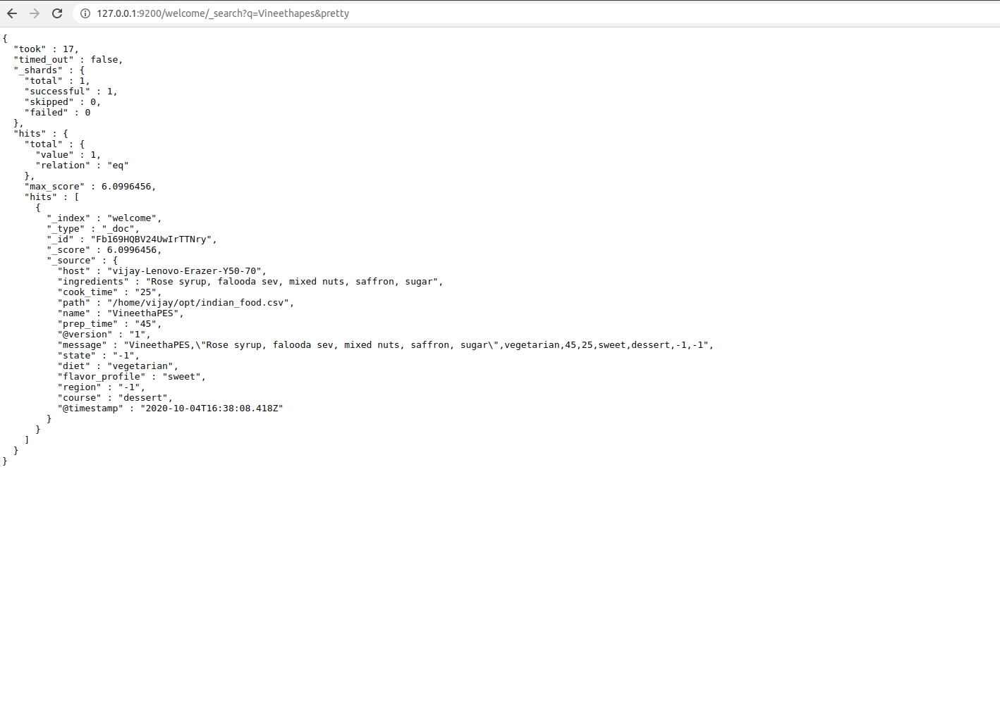 127.0.0.1:9200/welcome/_search?q=Vineethapes&pretty
{
  "took" : 17,
  "timed_out" : false,
  "_shards" : {
    "total" : 1,
    "successful" : 1,
    "skipped" : 0,
    "failed" : 0
  },
  "hits" : {
    "total" : {
      "value" : 1,
      "relation" : "eq"
    },
    "max_score" : 6.0996456,
    "hits" : [
      {
        "_index" : "welcome",
        "_type" : "_doc",
        "_id" : "Fb169HQBV24UwIrTTNry",
        "_score" : 6.0996456,
        "_source" : {
          "host" : "vijay-Lenovo-Erazer-Y50-70",
          "ingredients" : "Rose syrup, falooda sev, mixed nuts, saffron, sugar",
          "cook_time" : "25",
          "path" : "/home/vijay/opt/indian_food.csv",
          "name" : "VineethaPES",
          "prep_time" : "45",
          "@version" : "1",
          "message" : "VineethaPES,\"Rose syrup, falooda sev, mixed nuts, saffron, sugar\",vegetarian,45,25,sweet,dessert,-1,-1",
          "state" : "-1",
          "diet" : "vegetarian",
          "flavor_profile" : "sweet",
          "region" : "-1",
          "course" : "dessert",
          "@timestamp" : "2020-10-04T16:38:08.418Z"
        }
      }
    ]
  }
}